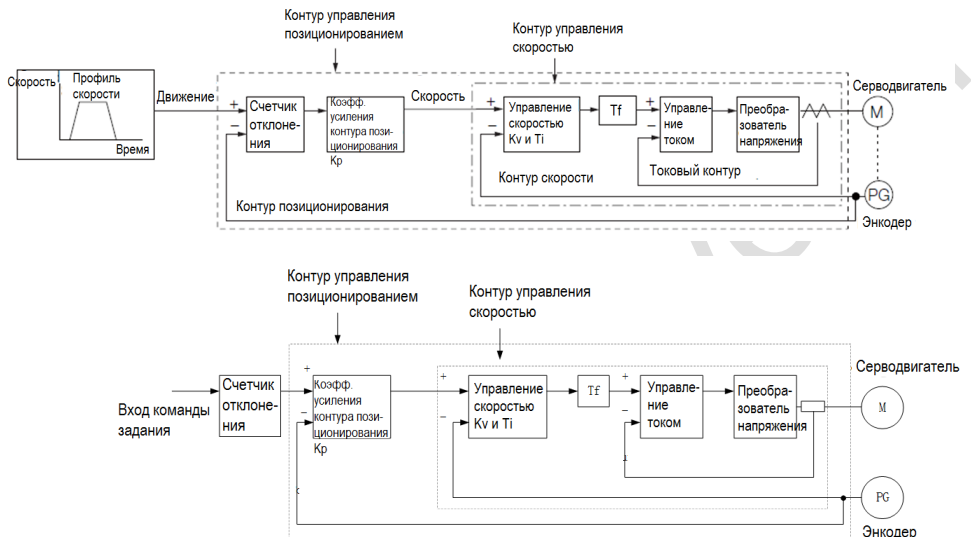 Контур управления
позиционированием
Контур управления
скоростью
Скорость
Профиль
скорости
Время
Движение
+
−
Счетчик
отклоне-
ния
Коэфф.
усиления
контура пози-
ционирования
Kp
Скорость
+
−
Управление
скоростью
Kv и Ti
Tf
+
−
Управле-
ние
током
Преобра-
зователь
напряжения
Серводвигатель
M
Контур скорости
Токовый контур
PG
Энкодер
Контур позиционирования
Контур управления
позиционированием
Контур управления
скоростью
Вход команды
задания
Счетчик
отклоне-
ния
+
−
Коэфф.
усиления
контура пози-
ционирования
Kp
+
−
Управление
скоростью
Kv и Ti
Tf
+
−
Управле-
ние
током
Преобра-
зователь
напряжения
Серводвигатель
M
PG
Энкодер